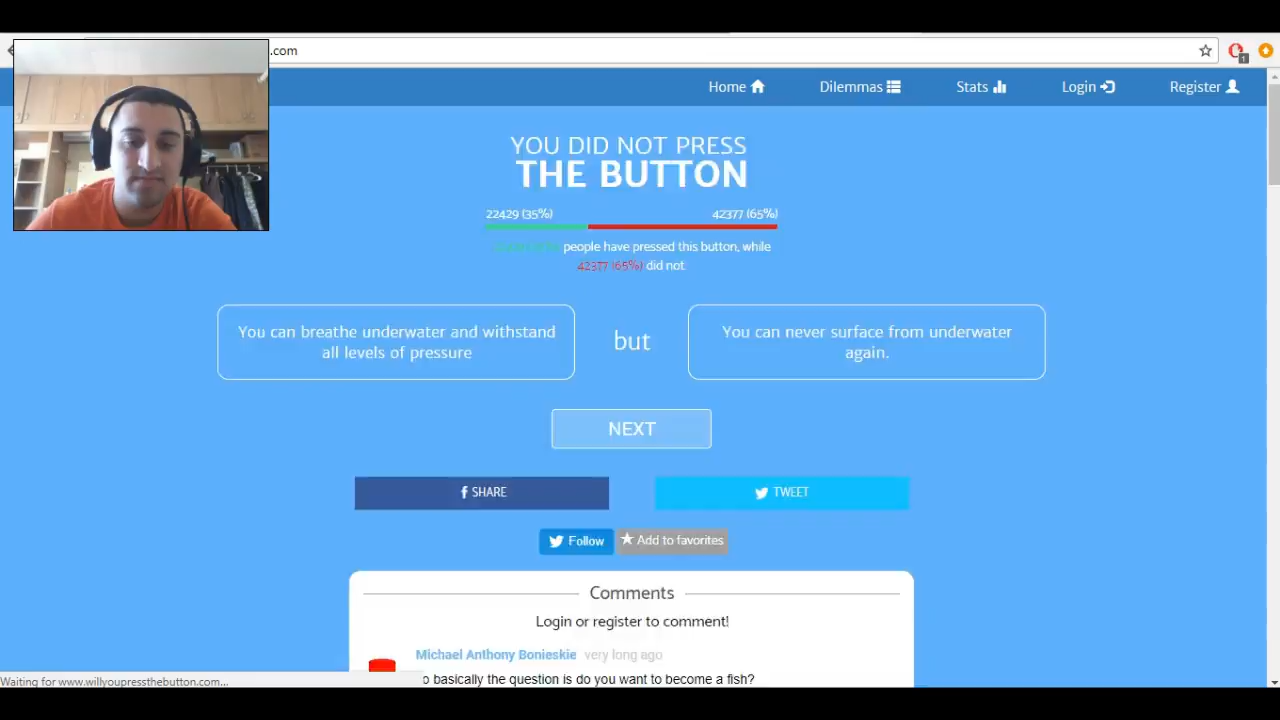 .com
1
Home
Dilemmas
Stats
Login
Register
YOU DID NOT PRESS
THE BUTTON
22429 (35%) 42377 (65%)
people have pressed this button, while
42377 (65%) did not
You can breathe underwater and withstand
all levels of pressure
but
You can never surface from underwater
again.
NEXT
f SHARE
TWEET
Follow
Add to favorites
Comments
Login or register to comment!
Michael Anthony Bonieskie very long ago
o basically the question is do you want to become a fish?
Waiting for www.willyoupressthebutton.com...